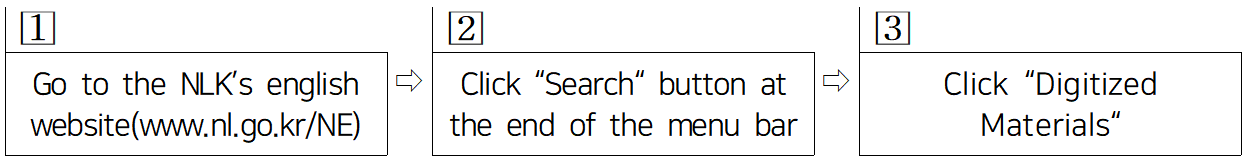 1
Go to the NLK's english
website(www.nl.go.kr/NE)
⇨
2
Click “Search“ button at
the end of the menu bar
⇨
3
Click “Digitized
Materials“